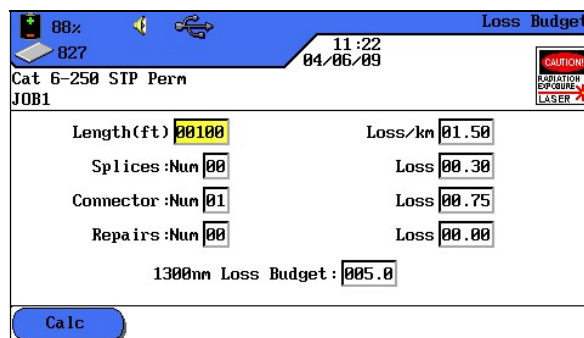 88% Loss Budget
827 11:22
04/06/09
CAUTION!
RADIATION
EXPOSURE
LASER
Cat 6-250 STP Perm
JOB1
Length(ft) 00100 Loss/km 01.50
Splices:Num 00 Loss 00.30
Connector:Num 01 Loss 00.75
Repairs:Num 00 Loss 00.00
1300nm Loss Budget: 005.0
Calc